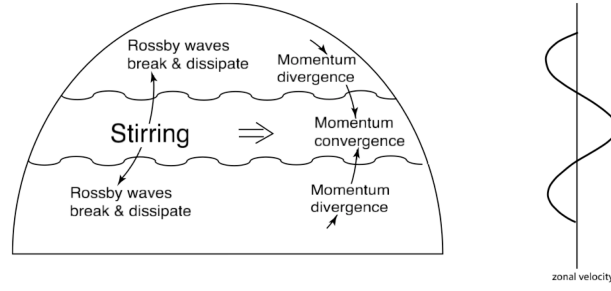 Rossby waves
break & dissipate
Momentum
divergence
Stirring
Momentum
convergence
Rossby waves
break & dissipate
Momentum
divergence
zonal velocity